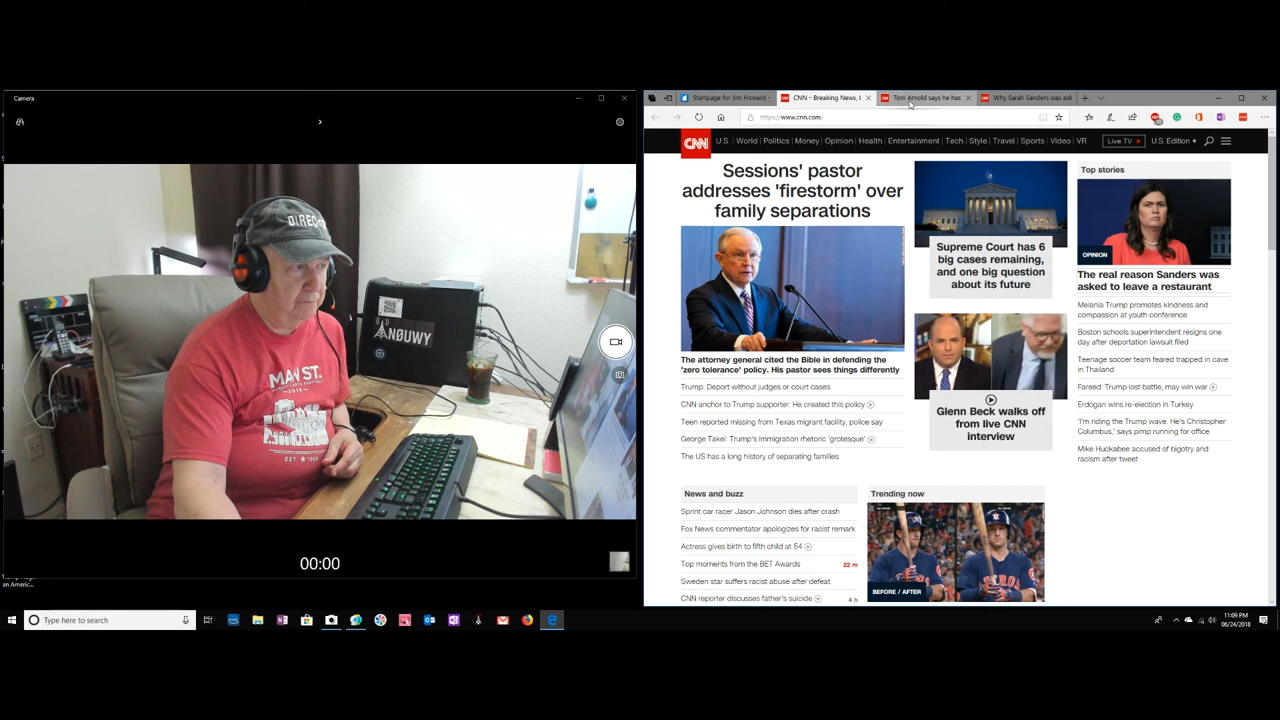 Camera
DIRECT
MAIN ST.
EST
NØUWY
00:00
an Americ...
Startpage for Jim Howard -
CNN - Breaking News, l
Tom Arnold says he has
Why Sarah Sanders was ask
https://www.cnn.com/
CNN
U.S. World Politics Money Opinion Health Entertainment Tech Style Travel Sports Video VR
Live TV
U.S. Edition +
Sessions' pastor
addresses 'firestorm' over
family separations
The attorney general cited the Bible in defending the
'zero tolerance' policy. His pastor sees things differently
Trump: Deport without judges or court cases
CNN anchor to Trump supporter: He created this policy
Teen reported missing from Texas migrant facility, police say
George Takei: Trump's immigration rhetoric 'grotesque'
The US has a long history of separating families
Supreme Court has 6
big cases remaining,
and one big question
about its future
Glenn Beck walks off
from live CNN
interview
Top stories
OPINION
The real reason Sanders was
asked to leave a restaurant
Melania Trump promotes kindness and
compassion at youth conference
Boston schools superintendent resigns one
day after deportation lawsuit filed
Teenage soccer team feared trapped in cave
in Thailand
Fareed: Trump lost battle, may win war
Erdogan wins re-election in Turkey
'I'm riding the Trump wave. He's Christopher
Columbus,' says pimp running for office
Mike Huckabee accused of bigotry and
racism after tweet
News and buzz
Sprint car racer Jason Johnson dies after crash
Fox News commentator apologizes for racist remark
Actress gives birth to fifth child at 54
Top moments from the BET Awards
22 m
Sweden star suffers racist abuse after defeat
CNN reporter discusses father's suicide
4 h
Trending now
BEFORE / AFTER
Type here to search
11:09 PM
06/24/2018